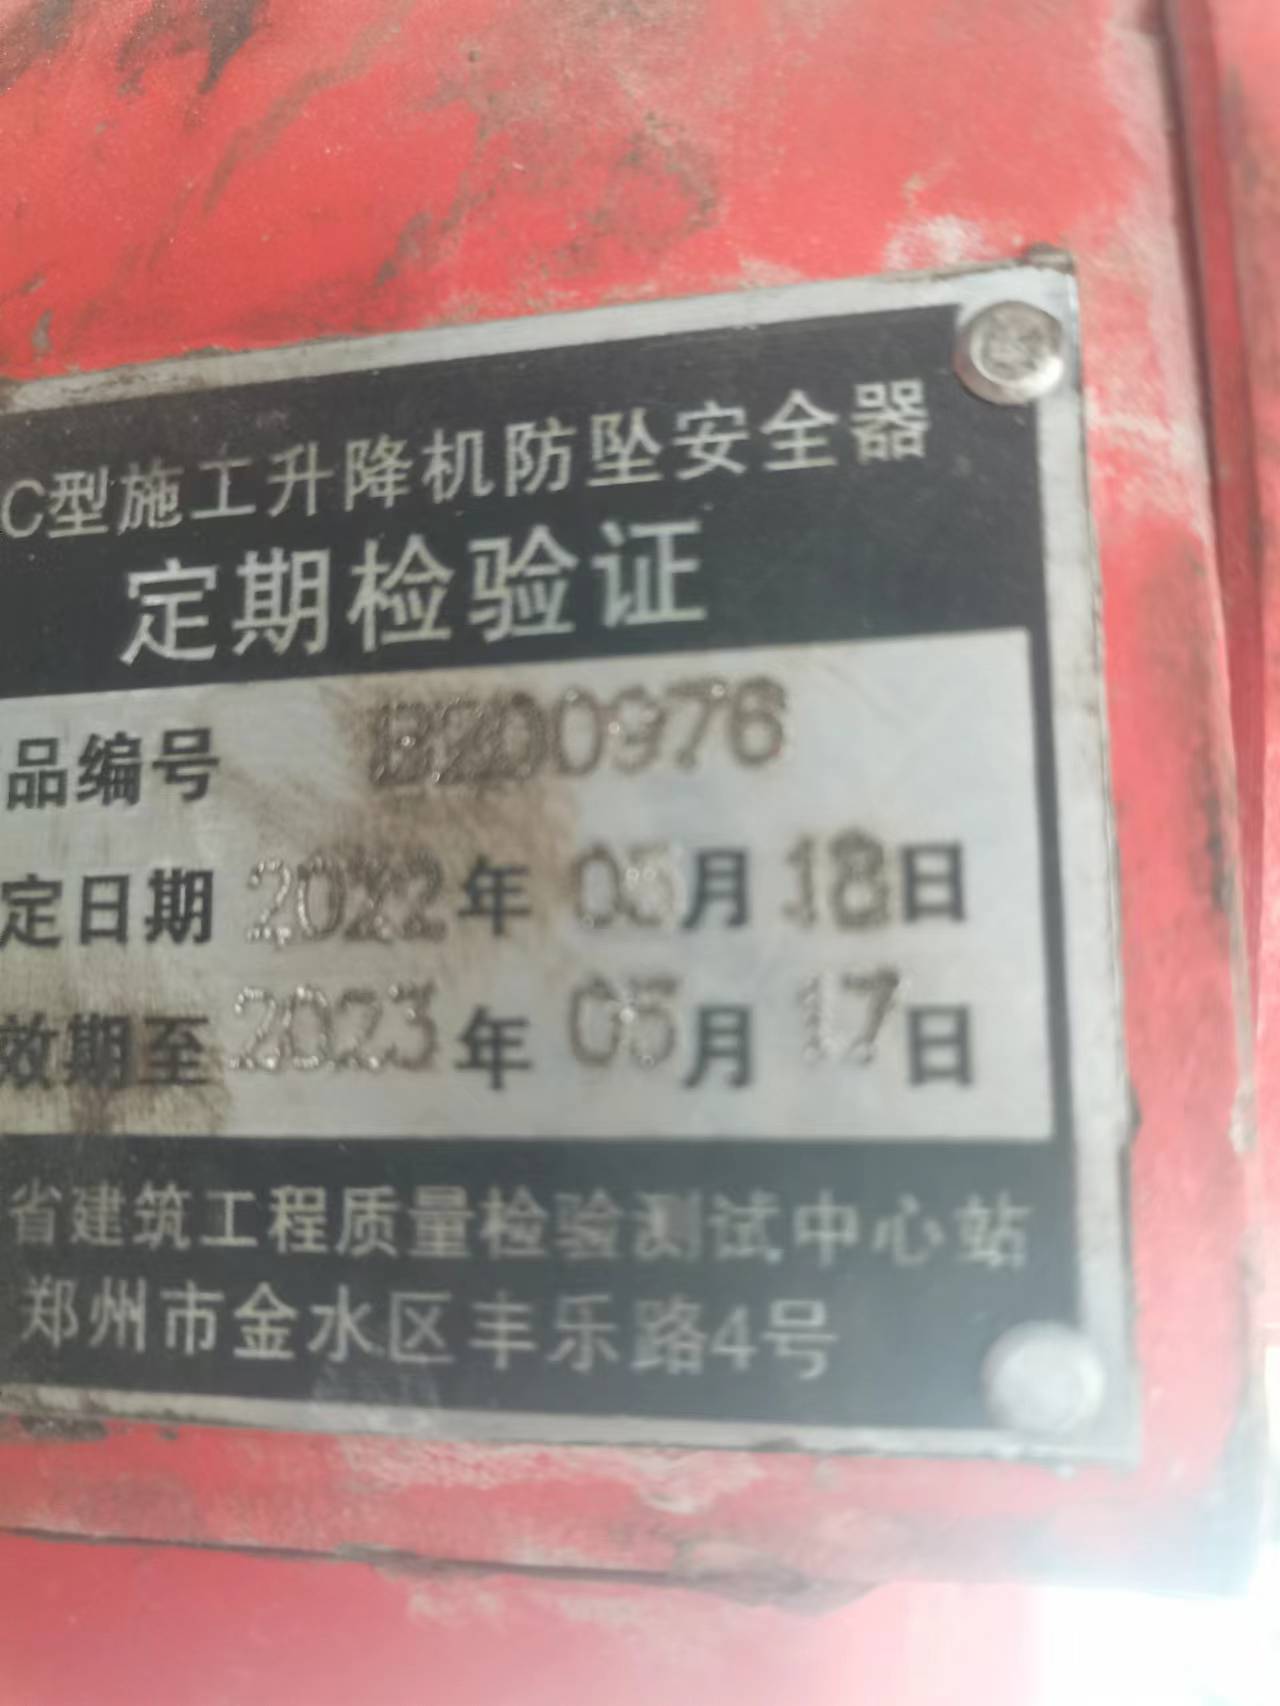 C型施工升降机防坠安全器
定期检验证
品编号 B200976
定日期 2022年 05月 18日
效期至 2023年 05月 17日
省建筑工程质量检验测试中心站
郑州市金水区丰乐路4号